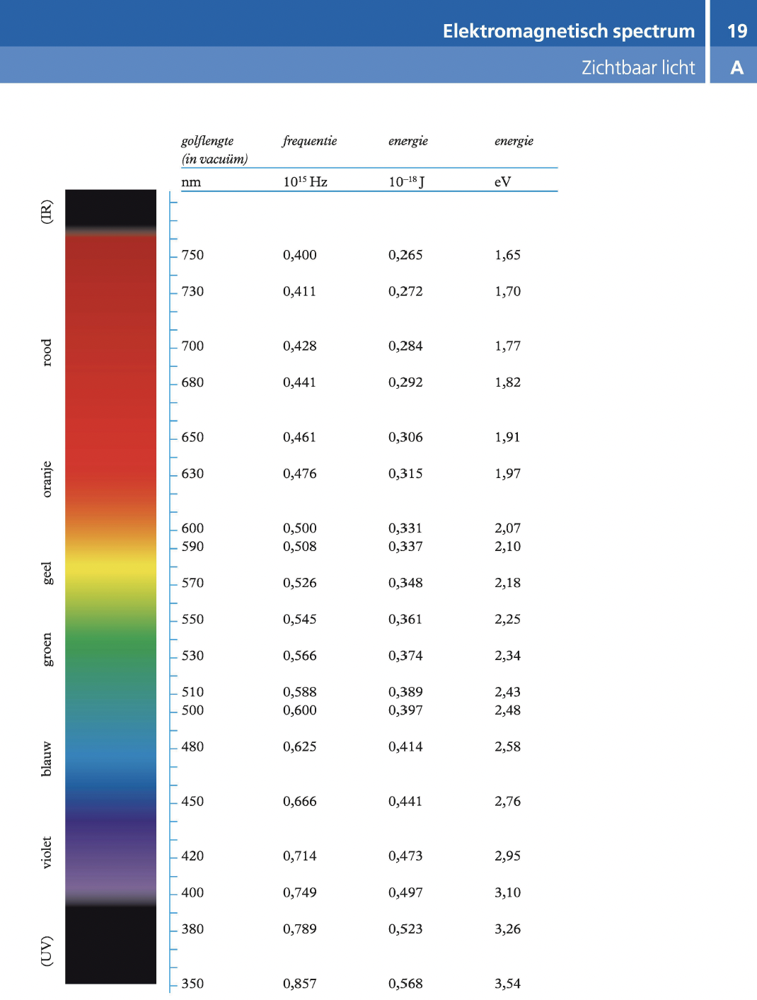 Elektromagnetisch spectrum 19
Zichtbaar licht A
golflengte frequentie energie energie
(in vacuüm)
nm 10¹⁵ Hz 10⁻¹⁸ J eV
(IR)
750 0,400 0,265 1,65
730 0,411 0,272 1,70
rood
700 0,428 0,284 1,77
680 0,441 0,292 1,82
650 0,461 0,306 1,91
oranje
630 0,476 0,315 1,97
600 0,500 0,331 2,07
590 0,508 0,337 2,10
geel
570 0,526 0,348 2,18
550 0,545 0,361 2,25
groen
530 0,566 0,374 2,34
510 0,588 0,389 2,43
500 0,600 0,397 2,48
blauw
480 0,625 0,414 2,58
450 0,666 0,441 2,76
violet
420 0,714 0,473 2,95
400 0,749 0,497 3,10
380 0,789 0,523 3,26
(UV)
350 0,857 0,568 3,54